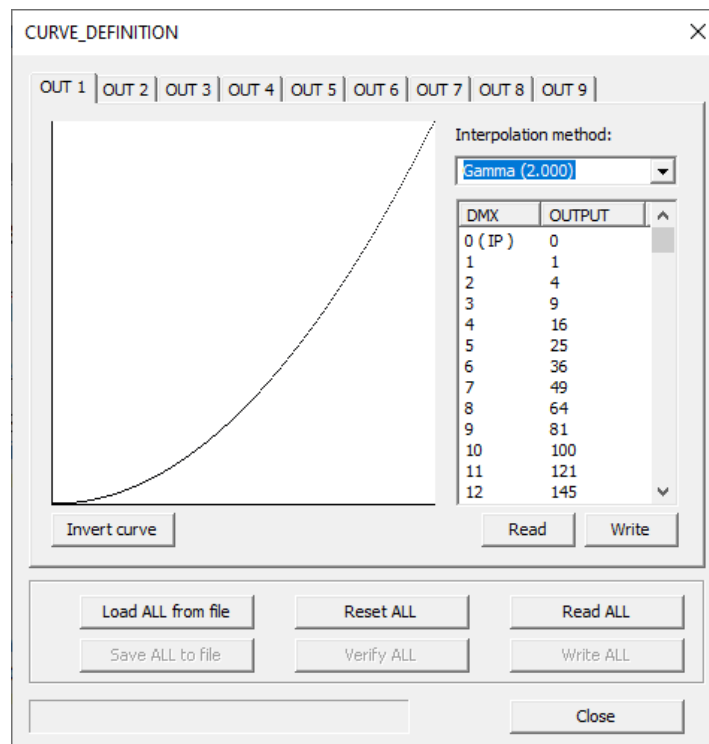 CURVE_DEFINITION
OUT 1 OUT 2 OUT 3 OUT 4 OUT 5 OUT 6 OUT 7 OUT 8 OUT 9
Interpolation method:
Gamma (2.000)
DMX OUTPUT
0 ( IP ) 0
1 1
2 4
3 9
4 16
5 25
6 36
7 49
8 64
9 81
10 100
11 121
12 145
Invert curve Read Write
Load ALL from file Reset ALL Read ALL
Save ALL to file Verify ALL Write ALL
Close